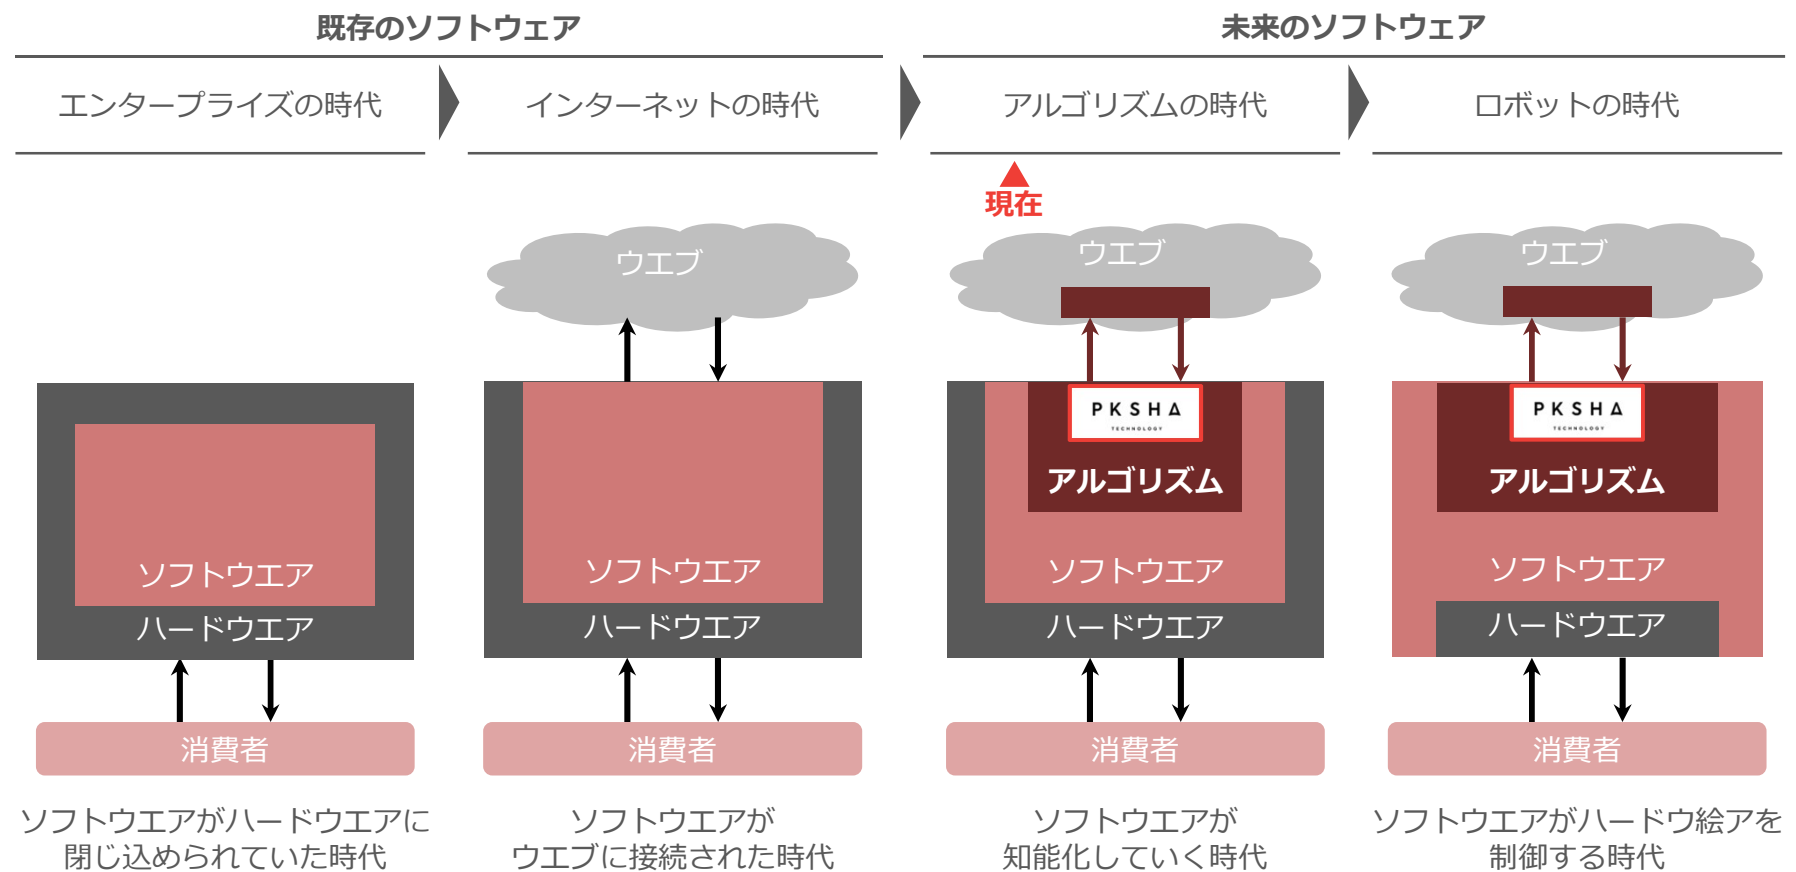 既存のソフトウェア
未来のソフトウェア
エンタープライズの時代
インターネットの時代
アルゴリズムの時代
ロボットの時代
現在
ウエブ
ウエブ
ウエブ
PKSHA
TECHNOLOGY
PKSHA
TECHNOLOGY
アルゴリズム
アルゴリズム
ソフトウエア
ソフトウエア
ソフトウエア
ソフトウエア
ハードウエア
ハードウエア
ハードウエア
ハードウエア
消費者
消費者
消費者
消費者
ソフトウエアがハードウエアに
閉じ込められていた時代
ソフトウエアが
ウエブに接続された時代
ソフトウエアが
知能化していく時代
ソフトウエアがハードウ絵アを
制御する時代